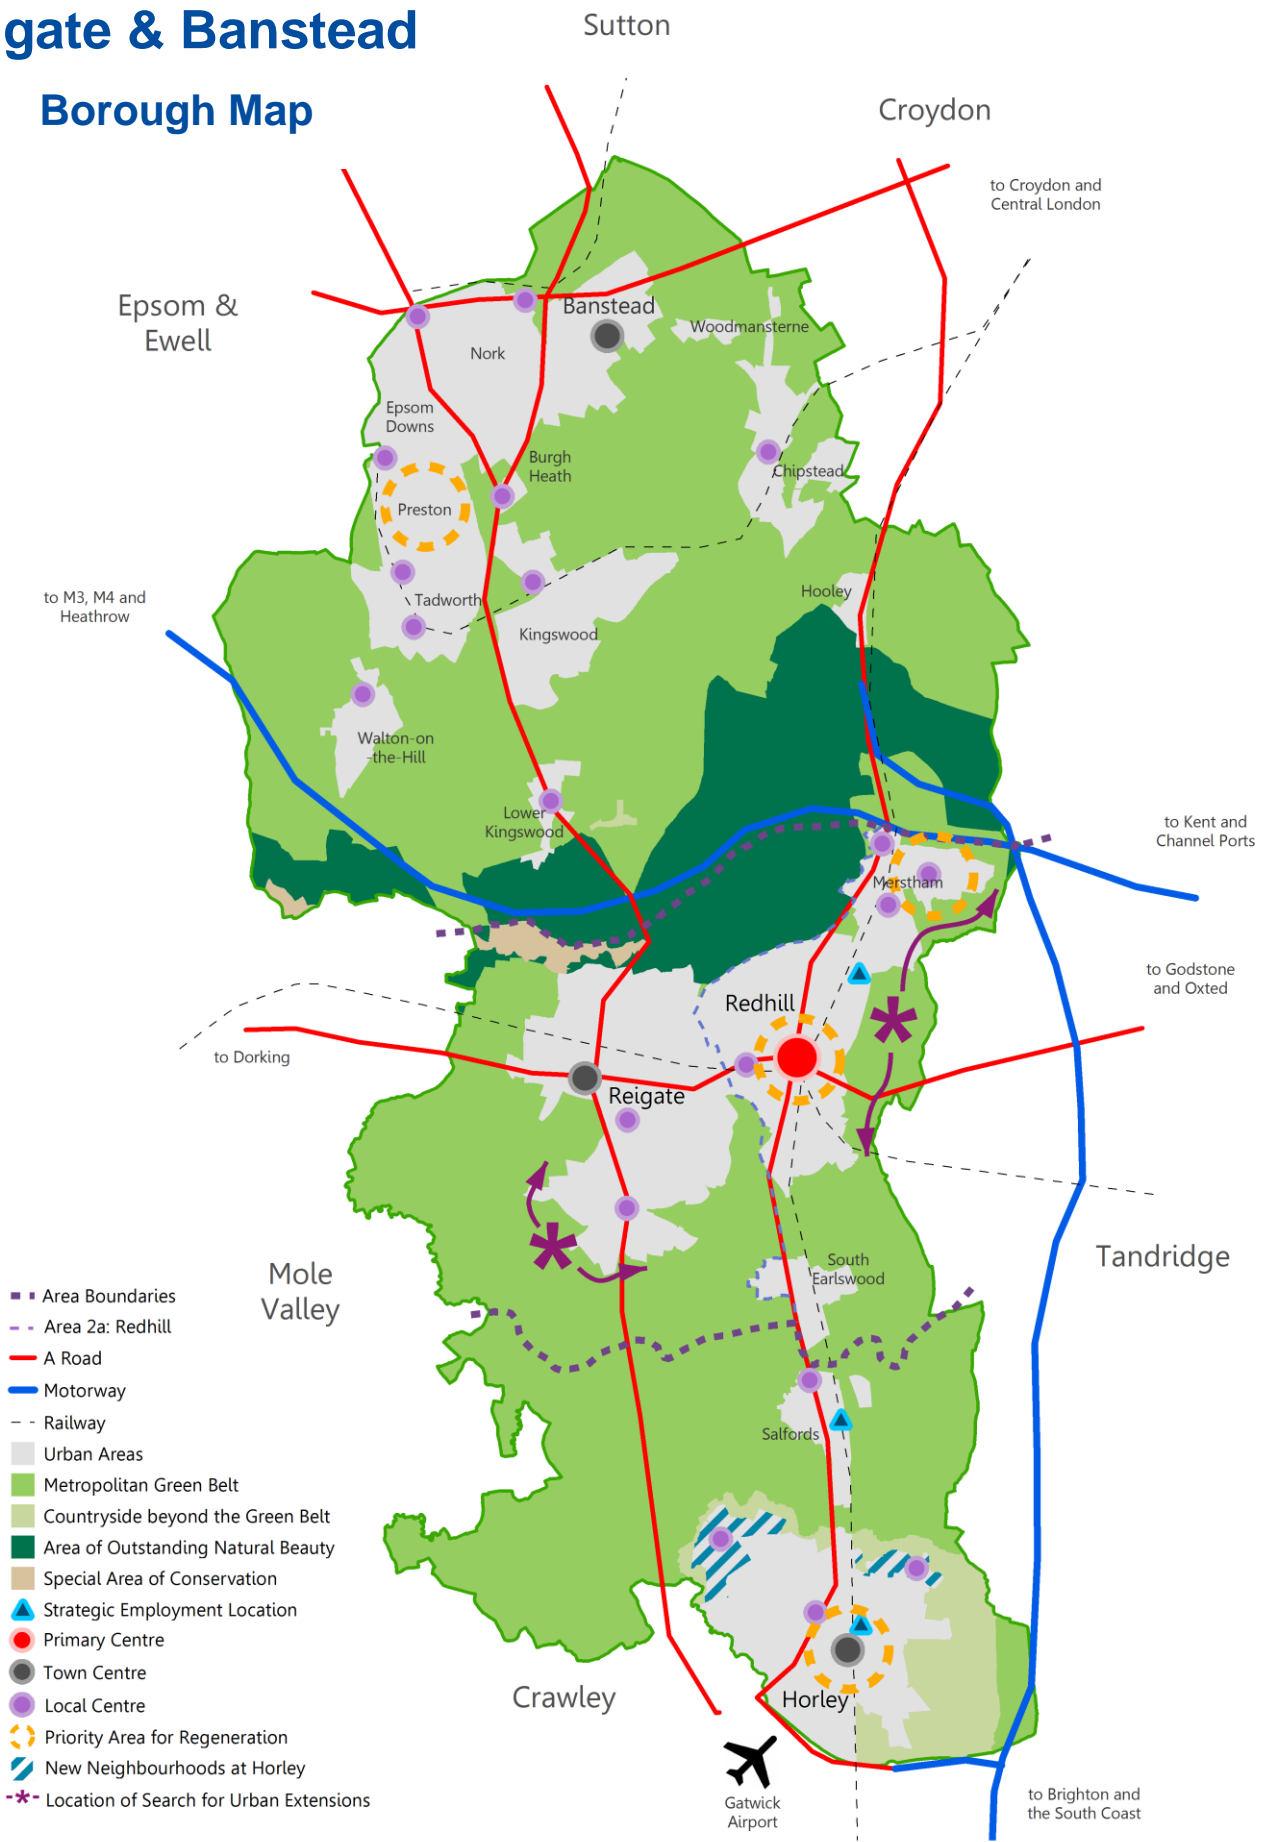 gate & Banstead
Borough Map
Sutton
Croydon
to Croydon and
Central London
Epsom &
Ewell
Banstead
Woodmansterne
Nork
Epsom
Downs
Burgh
Heath
Chipstead
Preston
to M3, M4 and
Heathrow
Hooley
Tadworth
Kingswood
Walton-on
-the-Hill
Lower
Kingswood
to Kent and
Channel Ports
Merstham
to Godstone
and Oxted
Redhill
to Dorking
Reigate
Mole
Valley
South
Earlswood
Tandridge
Salfords
Crawley
Horley
Gatwick
Airport
to Brighton and
the South Coast
Area Boundaries
Area 2a: Redhill
A Road
Motorway
Railway
Urban Areas
Metropolitan Green Belt
Countryside beyond the Green Belt
Area of Outstanding Natural Beauty
Special Area of Conservation
Strategic Employment Location
Primary Centre
Town Centre
Local Centre
Priority Area for Regeneration
New Neighbourhoods at Horley
Location of Search for Urban Extensions